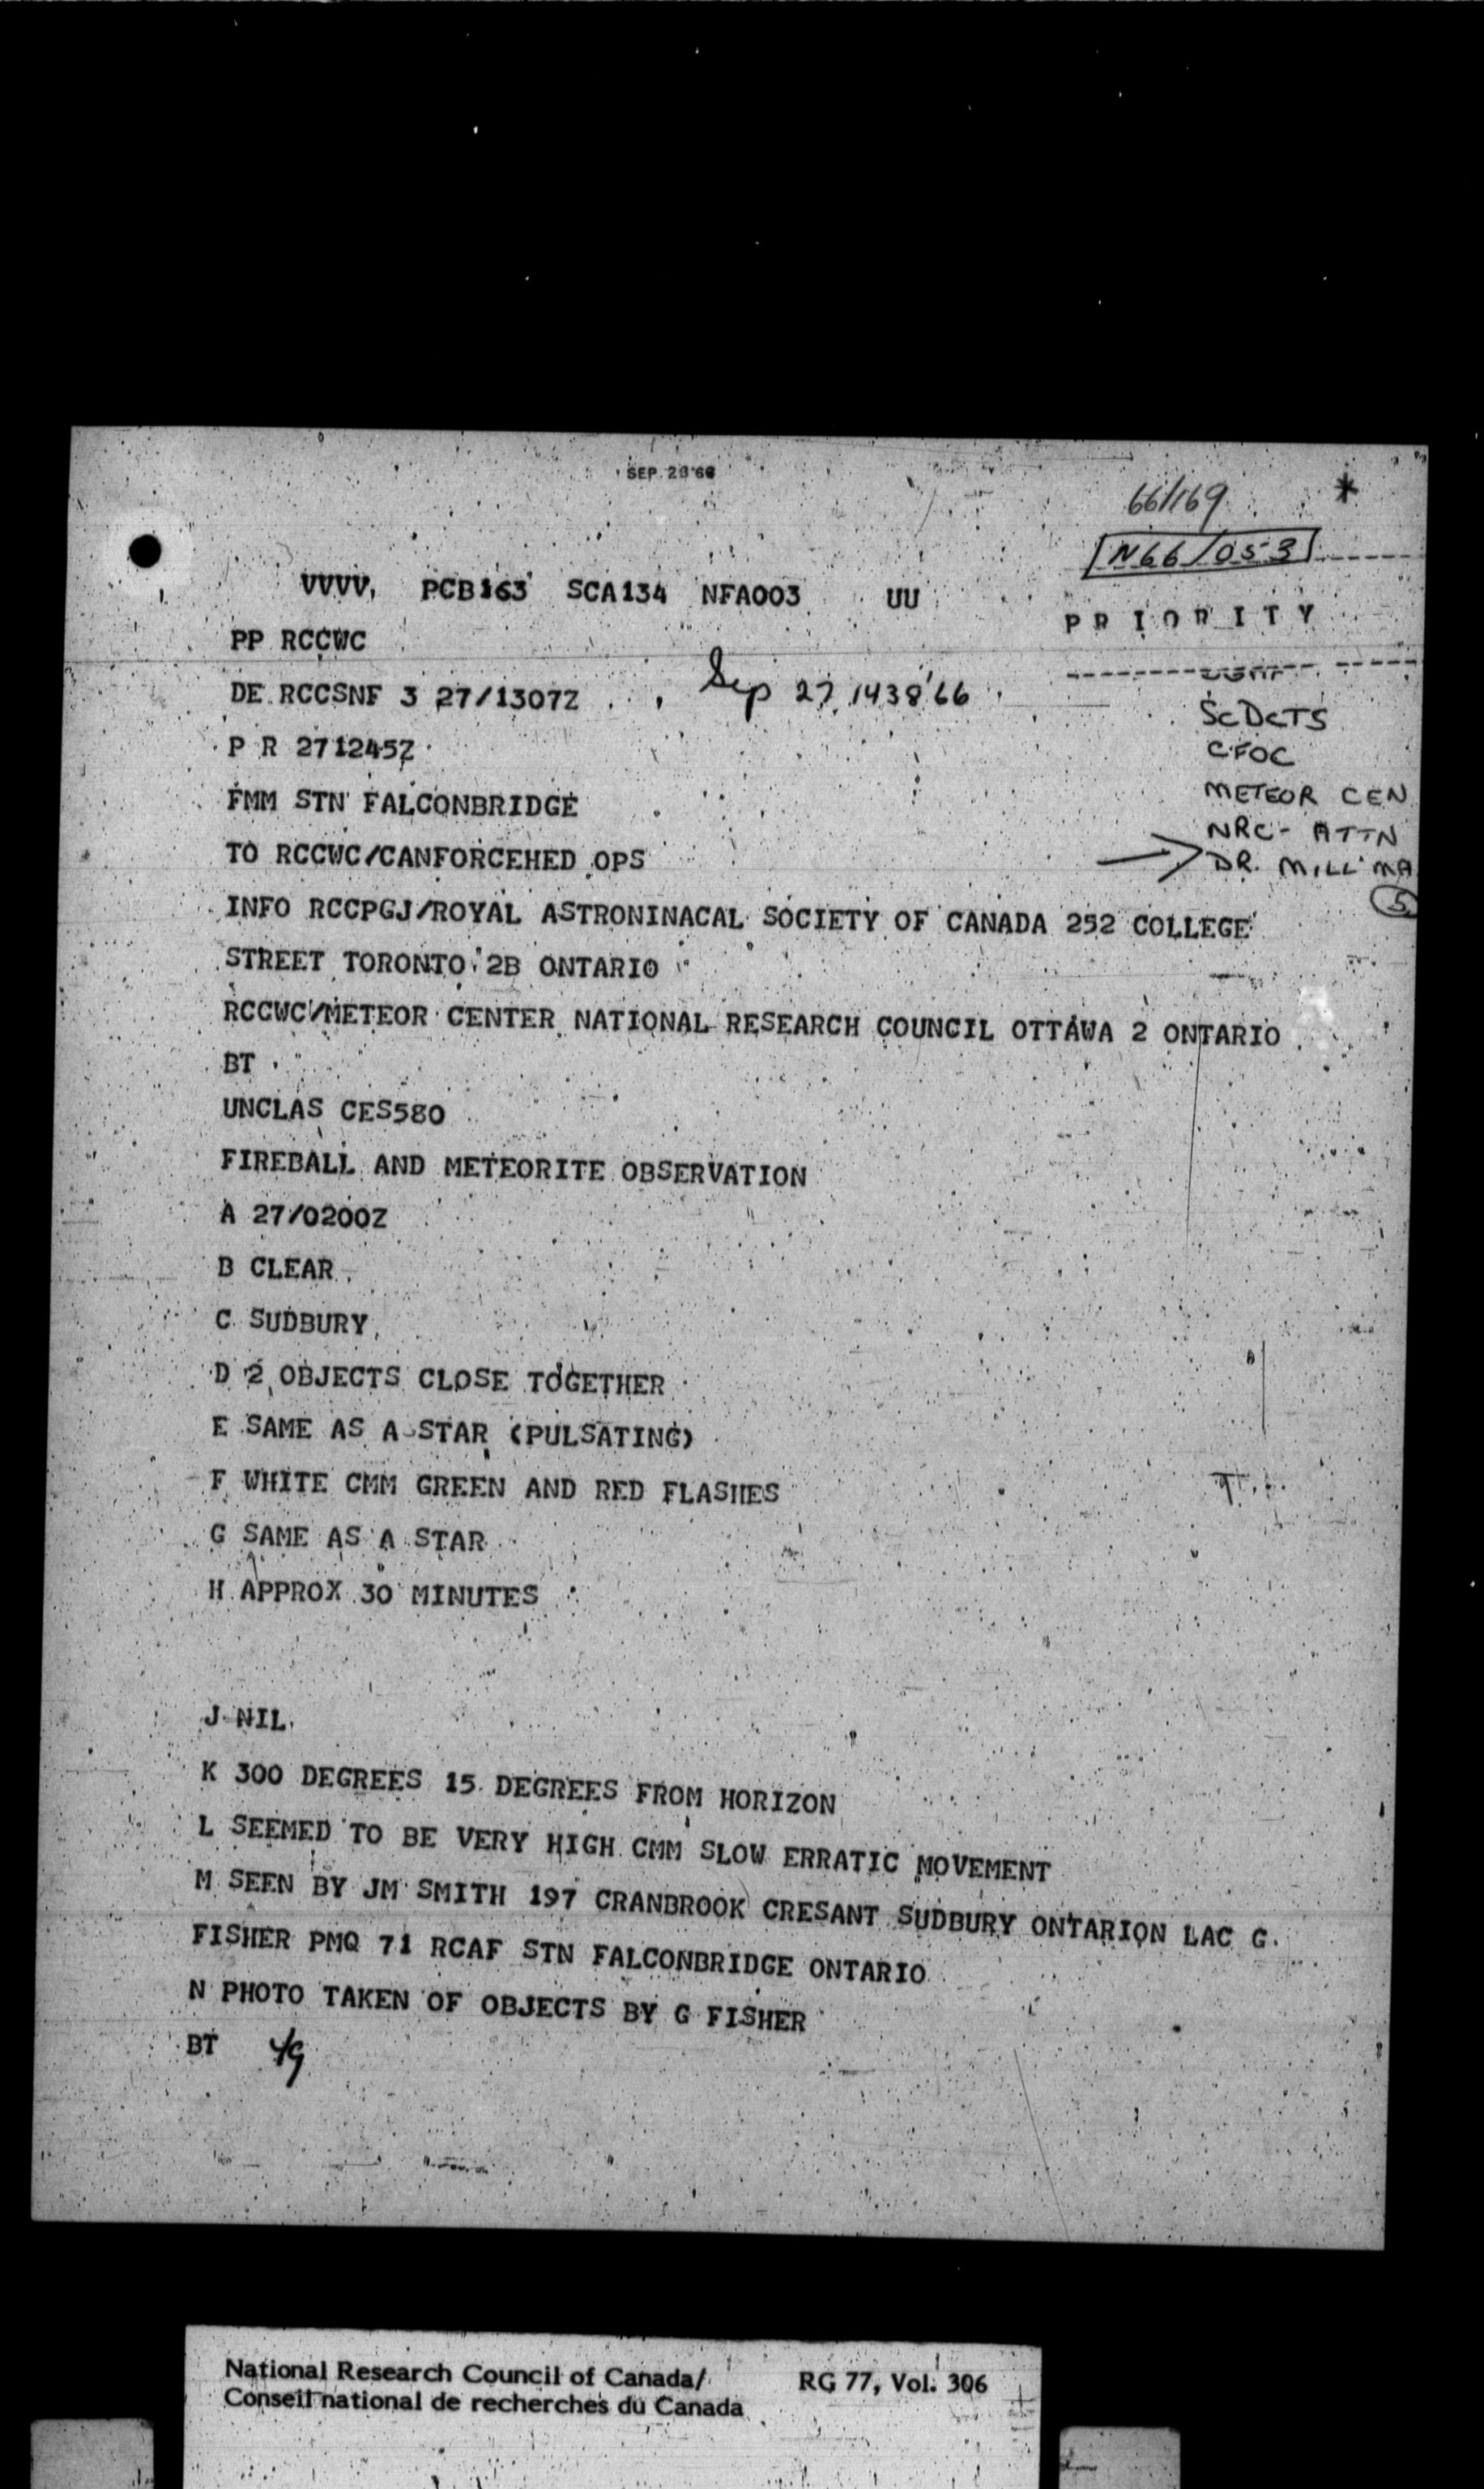 SEP 28 66
66/169 *
N66/053
VVVV PCB163 SCA134 NFA003 UU
PRIORITY
PP RCCWC
DE RCCSNF 3 27/1307Z Sep 27 1438'66
ScDcTS
P R 271245Z
CFOC
FMM STN FALCONBRIDGE
METEOR CEN
NRC- ATTN
TO RCCWC/CANFORCEHED OPS
DR. MILL MA
5
INFO RCCPGJ/ROYAL ASTRONINACAL SOCIETY OF CANADA 252 COLLEGE
STREET TORONTO 2B ONTARIO
RCCWC/METEOR CENTER NATIONAL RESEARCH COUNCIL OTTAWA 2 ONTARIO
BT
UNCLAS CES580
FIREBALL AND METEORITE OBSERVATION
A 27/0200Z
B CLEAR
C SUDBURY
D 2 OBJECTS CLOSE TOGETHER
E SAME AS A STAR (PULSATING)
F WHITE CMM GREEN AND RED FLASHES
G SAME AS A STAR
H APPROX 30 MINUTES
J NIL
K 300 DEGREES 15 DEGREES FROM HORIZON
L SEEMED TO BE VERY HIGH CMM SLOW ERRATIC MOVEMENT
M SEEN BY JM SMITH 197 CRANBROOK CRESANT SUDBURY ONTARION LAC G.
FISHER PMQ 71 RCAF STN FALCONBRIDGE ONTARIO
N PHOTO TAKEN OF OBJECTS BY G FISHER
BT
National Research Council of Canada/ RG 77, Vol. 306
Conseil national de recherches du Canada